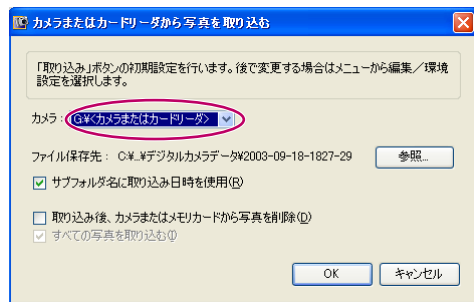 カメラまたはカードリーダから写真を取り込む
「取り込み」ボタンの初期設定を行います。後で変更する場合はメニューから編集／環境
設定を選択します。
カメラ： G:¥<カメラまたはカードリーダ>
ファイル保存先： C:¥...¥デジタルカメラデータ¥2003-09-18-1827-29 参照...
サブフォルダ名に取り込み日時を使用(R)
取り込み後、カメラまたはメモリカードから写真を削除(D)
すべての写真を取り込む(I)
OK キャンセル